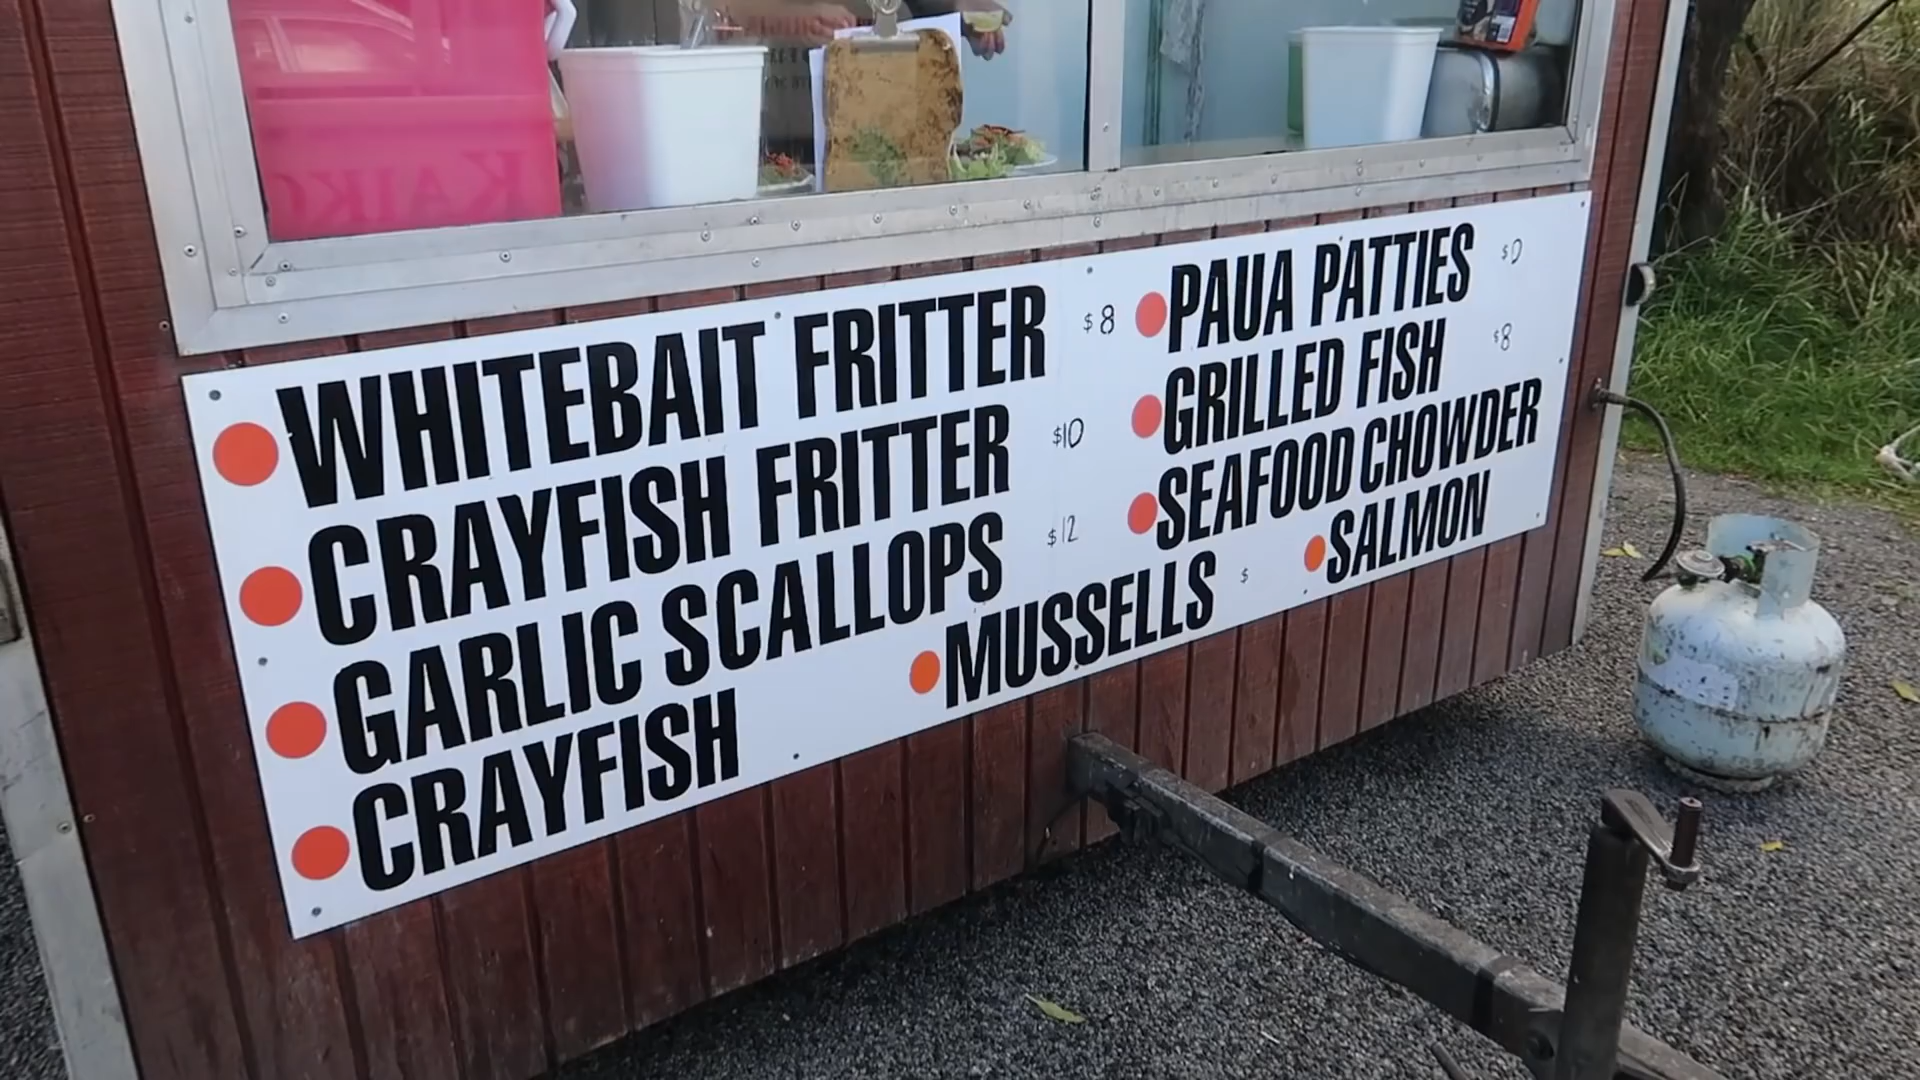 KAIKO
WHITEBAIT FRITTER $8
CRAYFISH FRITTER $10
GARLIC SCALLOPS $12
CRAYFISH
MUSSELLS $
PAUA PATTIES $
GRILLED FISH $8
SEAFOOD CHOWDER
SALMON